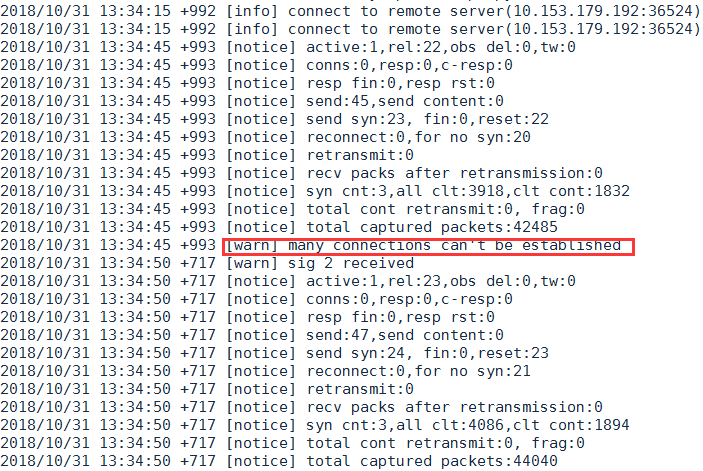 2018/10/31 13:34:15 +992 [info] connect to remote server(10.153.179.192:36524)
2018/10/31 13:34:15 +992 [info] connect to remote server(10.153.179.192:36524)
2018/10/31 13:34:45 +993 [notice] active:1,rel:22,obs del:0,tw:0
2018/10/31 13:34:45 +993 [notice] conns:0,resp:0,c-resp:0
2018/10/31 13:34:45 +993 [notice] resp fin:0,resp rst:0
2018/10/31 13:34:45 +993 [notice] send:45,send content:0
2018/10/31 13:34:45 +993 [notice] send syn:23, fin:0,reset:22
2018/10/31 13:34:45 +993 [notice] reconnect:0,for no syn:20
2018/10/31 13:34:45 +993 [notice] retransmit:0
2018/10/31 13:34:45 +993 [notice] recv packs after retransmission:0
2018/10/31 13:34:45 +993 [notice] syn cnt:3,all clt:3918,clt cont:1832
2018/10/31 13:34:45 +993 [notice] total cont retransmit:0, frag:0
2018/10/31 13:34:45 +993 [notice] total captured packets:42485
2018/10/31 13:34:45 +993 [warn] many connections can't be established
2018/10/31 13:34:50 +717 [warn] sig 2 received
2018/10/31 13:34:50 +717 [notice] active:1,rel:23,obs del:0,tw:0
2018/10/31 13:34:50 +717 [notice] conns:0,resp:0,c-resp:0
2018/10/31 13:34:50 +717 [notice] resp fin:0,resp rst:0
2018/10/31 13:34:50 +717 [notice] send:47,send content:0
2018/10/31 13:34:50 +717 [notice] send syn:24, fin:0,reset:23
2018/10/31 13:34:50 +717 [notice] reconnect:0,for no syn:21
2018/10/31 13:34:50 +717 [notice] retransmit:0
2018/10/31 13:34:50 +717 [notice] recv packs after retransmission:0
2018/10/31 13:34:50 +717 [notice] syn cnt:3,all clt:4086,clt cont:1894
2018/10/31 13:34:50 +717 [notice] total cont retransmit:0, frag:0
2018/10/31 13:34:50 +717 [notice] total captured packets:44040